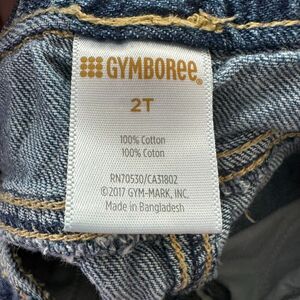 GYMBOREE
2T
100% Cotton
100% Coton
RN70530/CA31802
©2017 GYM-MARK, INC.
Made in Bangladesh